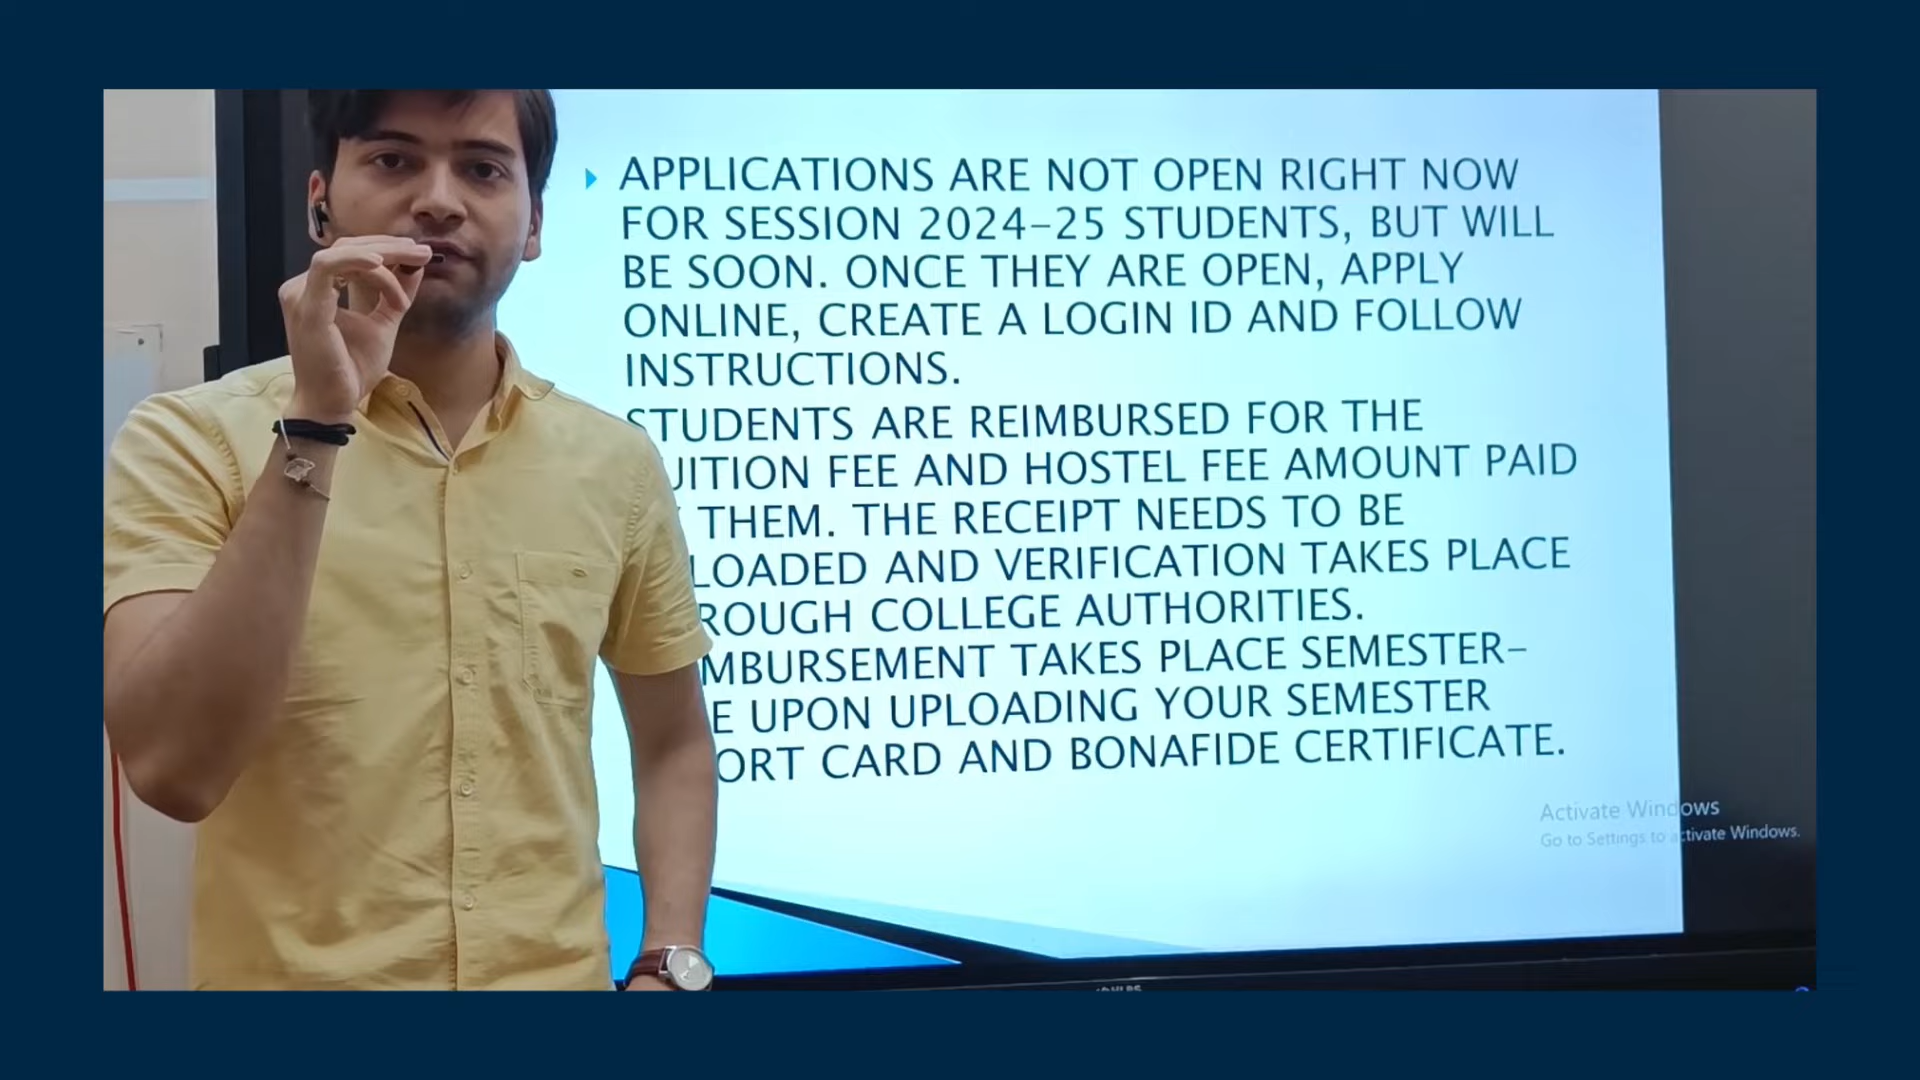 APPLICATIONS ARE NOT OPEN RIGHT NOW
FOR SESSION 2024-25 STUDENTS, BUT WILL
BE SOON. ONCE THEY ARE OPEN, APPLY
ONLINE, CREATE A LOGIN ID AND FOLLOW
INSTRUCTIONS.
STUDENTS ARE REIMBURSED FOR THE
UITION FEE AND HOSTEL FEE AMOUNT PAID
THEM. THE RECEIPT NEEDS TO BE
LOADED AND VERIFICATION TAKES PLACE
ROUGH COLLEGE AUTHORITIES.
MBURSEMENT TAKES PLACE SEMESTER-
E UPON UPLOADING YOUR SEMESTER
ORT CARD AND BONAFIDE CERTIFICATE.
Activate Windows
Go to Settings to activate Windows.